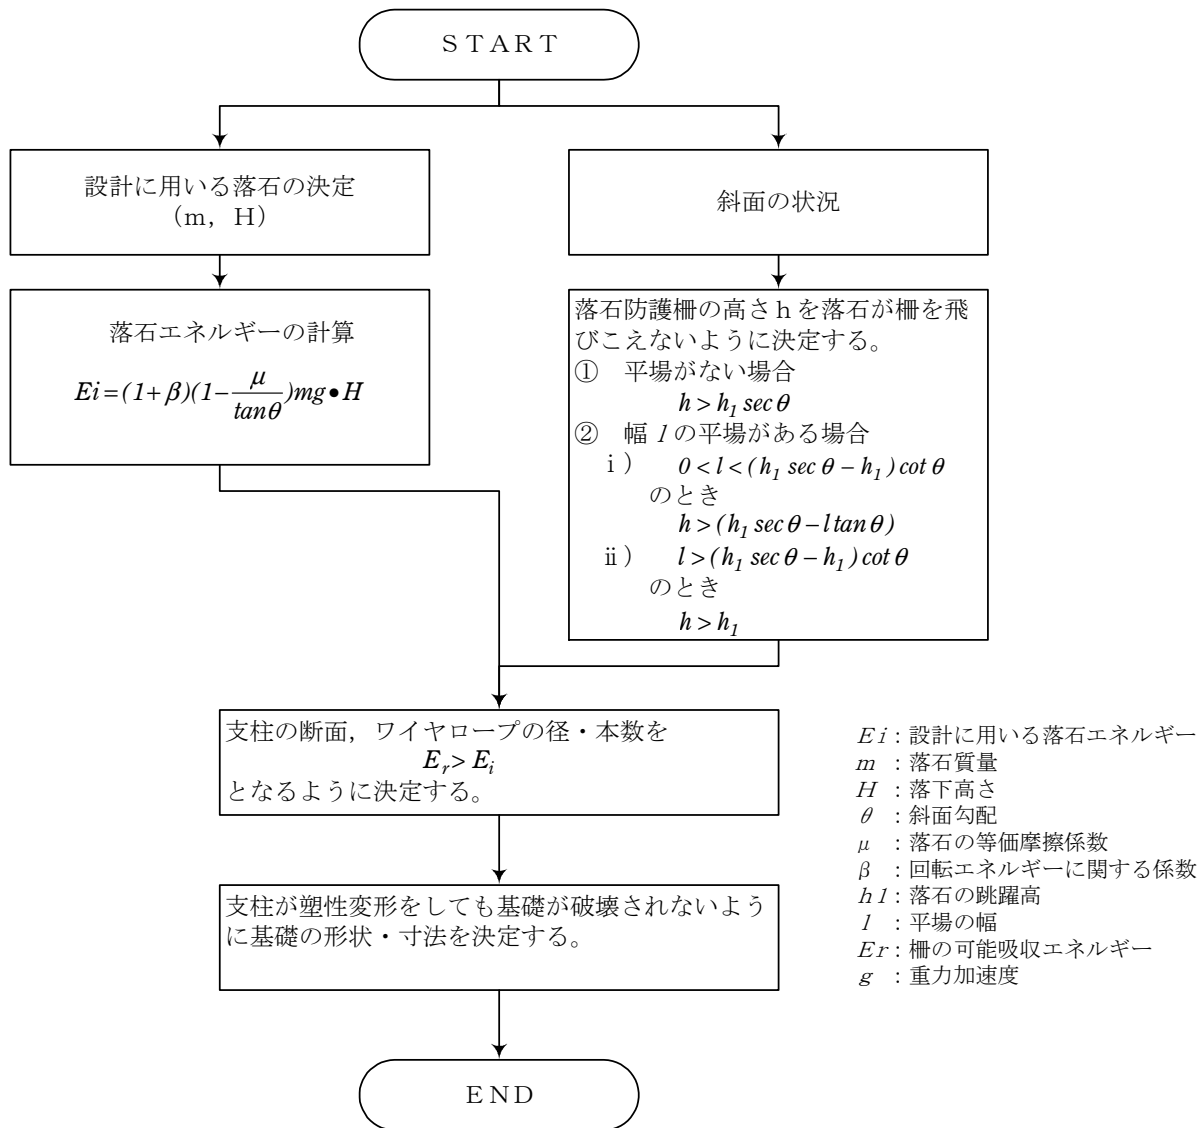 START
設計に用いる落石の決定
(m, H)
落石エネルギーの計算
Ei=(1+β)(1-μ/tanθ)mg•H
斜面の状況
落石防護柵の高さhを落石が柵を飛
びこえないように決定する。
① 平場がない場合
h > h₁ sec θ
② 幅 l の平場がある場合
ⅰ) 0 < l < (h₁ sec θ – h₁) cot θ
のとき
h > (h₁ sec θ – l tan θ)
ⅱ) l > (h₁ sec θ – h₁) cot θ
のとき
h > h₁
支柱の断面，ワイヤロープの径・本数を
Eᵣ > Eᵢ
となるように決定する。
支柱が塑性変形をしても基礎が破壊されないよう
に基礎の形状・寸法を決定する。
END
Ei：設計に用いる落石エネルギー
m ：落石質量
H ：落下高さ
θ ：斜面勾配
μ ：落石の等価摩擦係数
β ：回転エネルギーに関する係数
h1：落石の跳躍高
l ：平場の幅
Er：柵の可能吸収エネルギー
g ：重力加速度